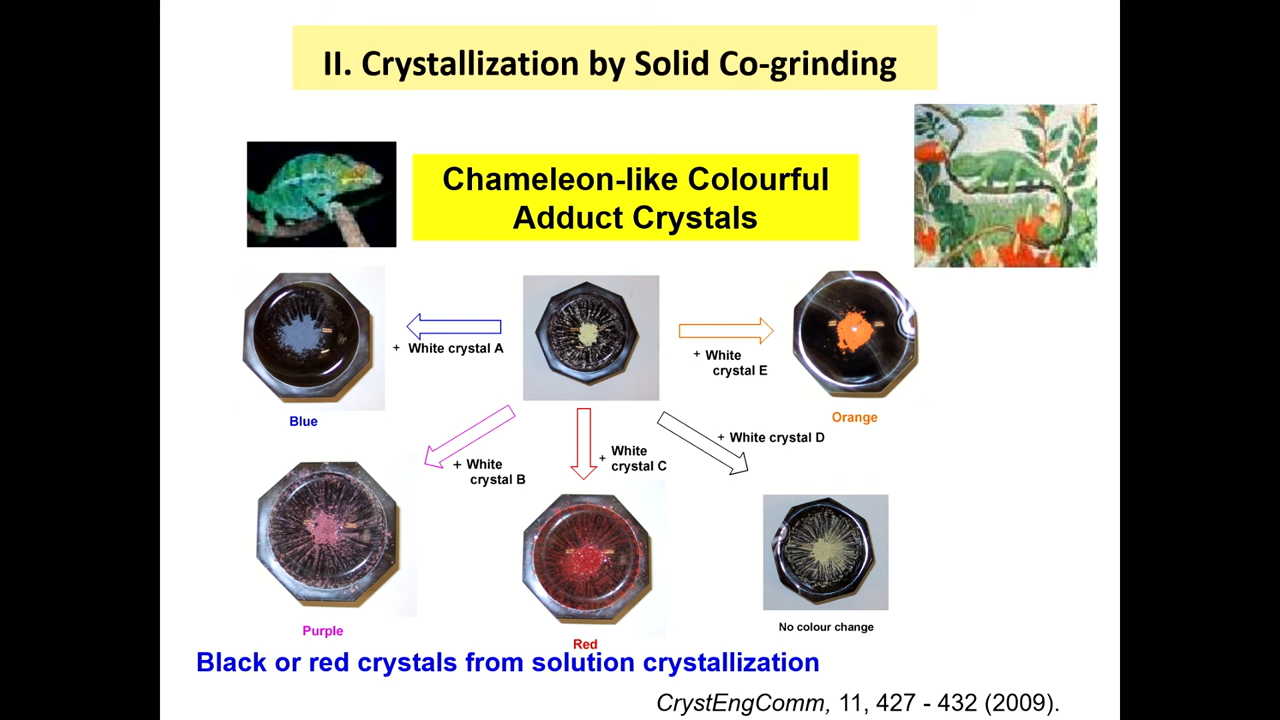 II. Crystallization by Solid Co-grinding
Chameleon-like Colourful
Adduct Crystals
+ White crystal A
+ White
crystal E
Blue
Orange
+ White
crystal B
+ White
crystal C
+ White crystal D
Purple
Red
No colour change
Black or red crystals from solution crystallization
CrystEngComm, 11, 427 - 432 (2009).